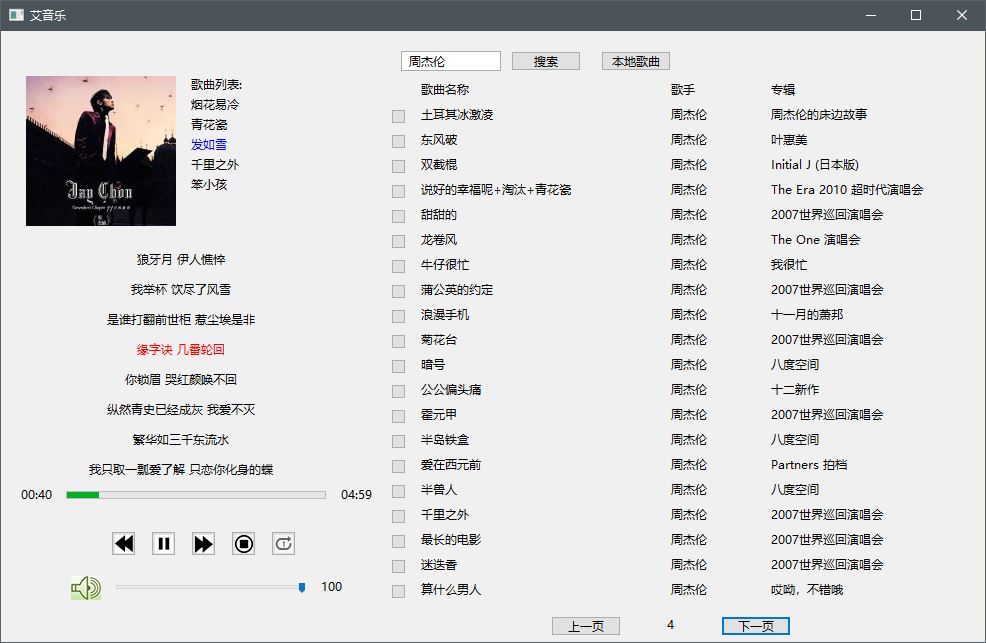 艾音乐
周杰伦 搜索 本地歌曲
歌曲列表:
烟花易冷
青花瓷
发如雪
千里之外
笨小孩
Jay Chou
November's Chopin
狼牙月 伊人憔悴
我举杯 饮尽了风雪
是谁打翻前世柜 惹尘埃是非
缘字诀 几番轮回
你锁眉 哭红颜唤不回
纵然青史已经成灰 我爱不灭
繁华如三千东流水
我只取一瓢爱了解 只恋你化身的蝶
00:40 04:59
1
100
歌曲名称 歌手 专辑
土耳其冰激凌 周杰伦 周杰伦的床边故事
东风破 周杰伦 叶惠美
双截棍 周杰伦 Initial J (日本版)
说好的幸福呢+淘汰+青花瓷 周杰伦 The Era 2010 超时代演唱会
甜甜的 周杰伦 2007世界巡回演唱会
龙卷风 周杰伦 The One 演唱会
牛仔很忙 周杰伦 我很忙
蒲公英的约定 周杰伦 2007世界巡回演唱会
浪漫手机 周杰伦 十一月的萧邦
菊花台 周杰伦 2007世界巡回演唱会
暗号 周杰伦 八度空间
公公偏头痛 周杰伦 十二新作
霍元甲 周杰伦 2007世界巡回演唱会
半岛铁盒 周杰伦 八度空间
爱在西元前 周杰伦 Partners 拍档
半兽人 周杰伦 八度空间
千里之外 周杰伦 2007世界巡回演唱会
最长的电影 周杰伦 2007世界巡回演唱会
迷迭香 周杰伦 2007世界巡回演唱会
算什么男人 周杰伦 哎呦，不错哦
上一页 4 下一页